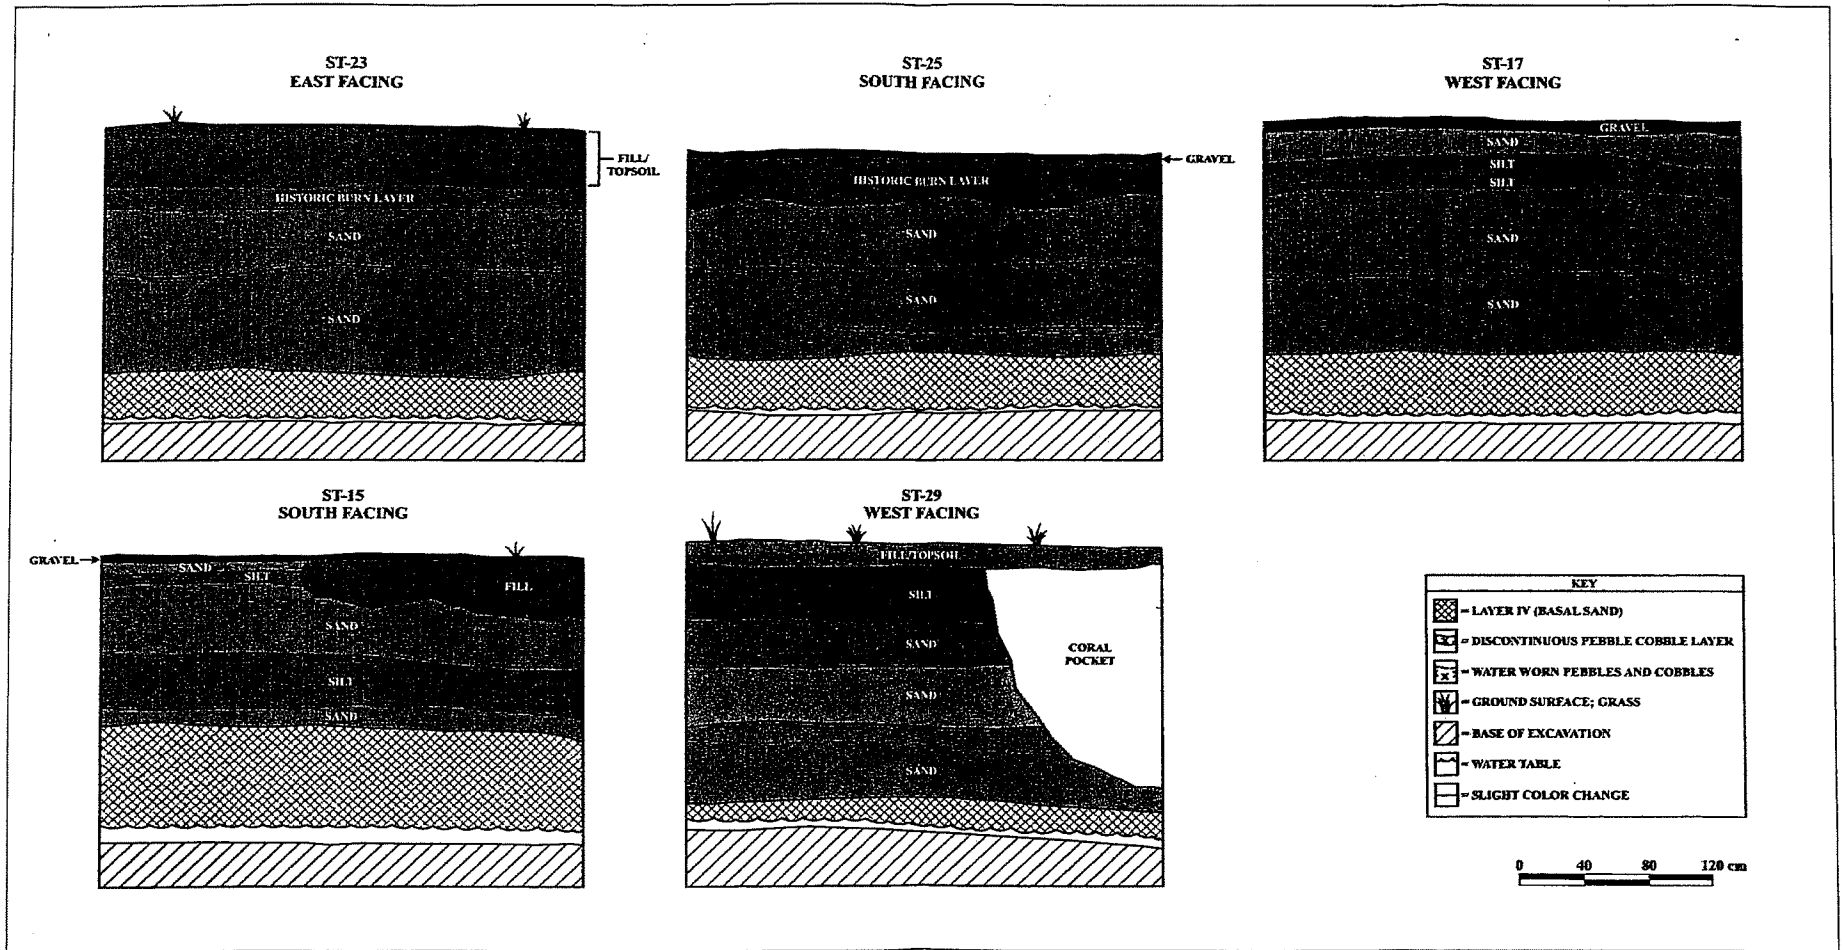 ST-23
EAST FACING
FILL/
TOPSOIL
HISTORIC BURN LAYER
SAND
SAND
ST-25
SOUTH FACING
GRAVEL
HISTORIC BURN LAYER
SAND
SAND
ST-17
WEST FACING
GRAVEL
SAND
SILT
SILT
SAND
SAND
ST-15
SOUTH FACING
GRAVEL
SAND
SILT
FILL
SAND
SILT
SAND
ST-29
WEST FACING
FILL/TOPSOIL
SILT
SAND
CORAL
POCKET
SAND
SAND
KEY
= LAYER IV (BASAL SAND)
= DISCONTINUOUS PEBBLE COBBLE LAYER
= WATER WORN PEBBLES AND COBBLES
= GROUND SURFACE; GRASS
= BASE OF EXCAVATION
= WATER TABLE
= SLIGHT COLOR CHANGE
0 40 80 120 cm